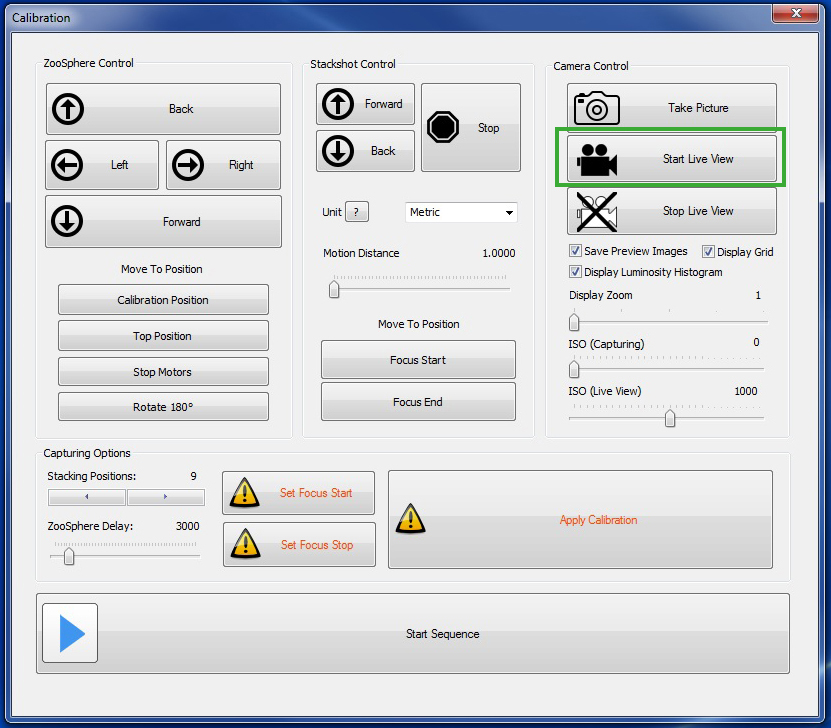 Calibration
ZooSphere Control
Back
Left
Right
Forward
Move To Position
Calibration Position
Top Position
Stop Motors
Rotate 180°
Stackshot Control
Forward
Back
Stop
Unit ?
Metric
Motion Distance 1.0000
Move To Position
Focus Start
Focus End
Camera Control
Take Picture
Start Live View
Stop Live View
Save Preview Images Display Grid
Display Luminosity Histogram
Display Zoom 1
ISO (Capturing) 0
ISO (Live View) 1000
Capturing Options
Stacking Positions: 9
ZooSphere Delay: 3000
Set Focus Start
Set Focus Stop
Apply Calibration
Start Sequence